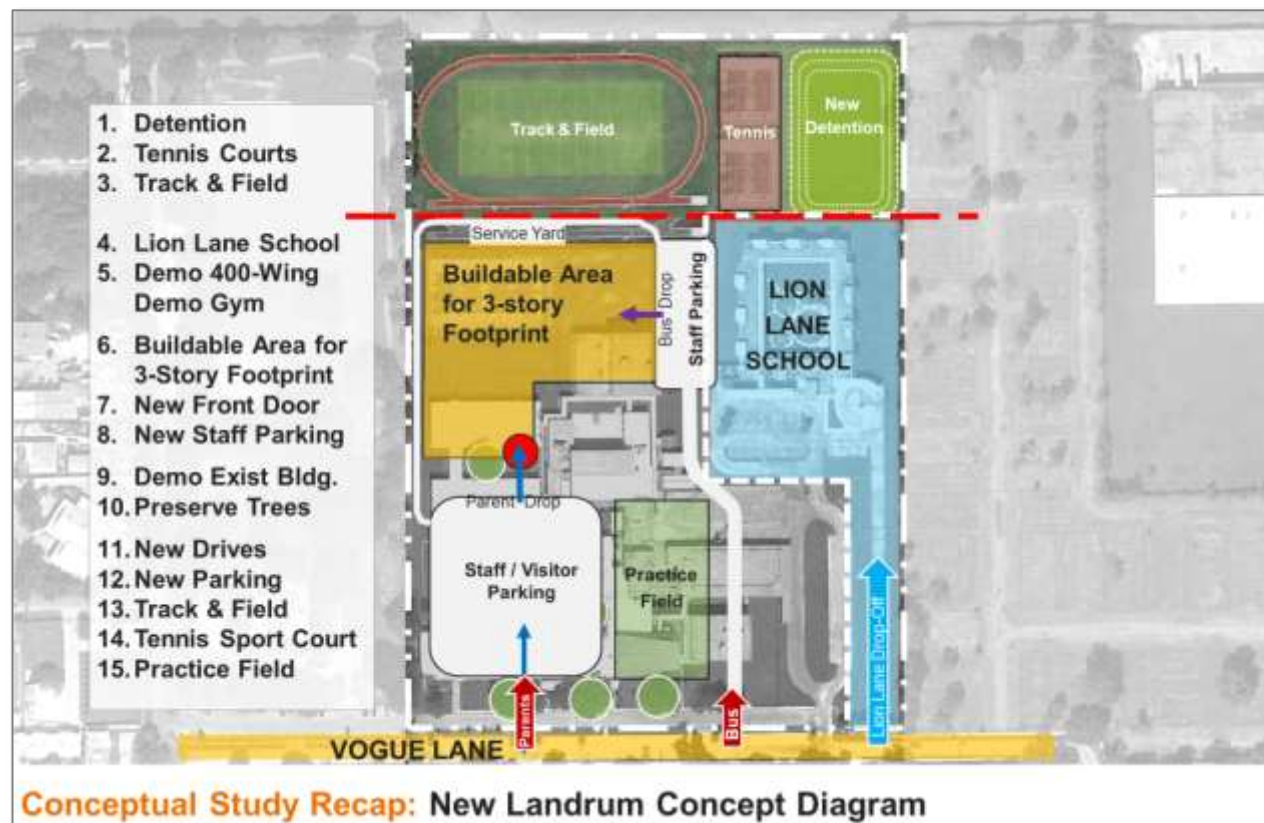 1. Detention
2. Tennis Courts
3. Track & Field
4. Lion Lane School
5. Demo 400-Wing
Demo Gym
6. Buildable Area for
3-Story Footprint
7. New Front Door
8. New Staff Parking
9. Demo Exist Bldg.
10. Preserve Trees
11. New Drives
12. New Parking
13. Track & Field
14. Tennis Sport Court
15. Practice Field
Track & Field
Tennis
New
Detention
Service Yard
Buildable Area
for 3-story
Footprint
Bus Drop
Staff Parking
LION
LANE
SCHOOL
Parent Drop
Staff / Visitor
Parking
Practice
Field
Parents
Bus
Lion Lane Drop-Off
VOGUE LANE
Conceptual Study Recap: New Landrum Concept Diagram